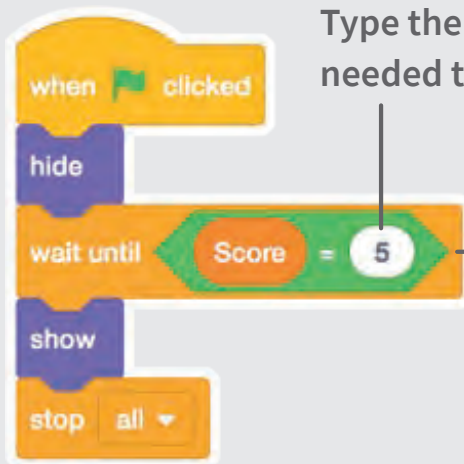 Type the
needed t
when clicked
hide
wait until Score = 5
show
stop all